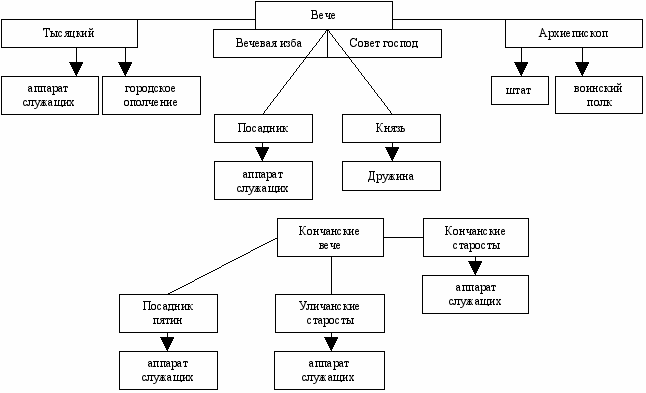 Вече
Тысяцкий
Вечевая изба
Совет господ
Архиепископ
аппарат
служащих
городское
ополчение
штат
воинский
полк
Посадник
Князь
аппарат
служащих
Дружина
Кончанские
вече
Кончанские
старосты
аппарат
служащих
Посадник
пятин
Уличанские
старосты
аппарат
служащих
аппарат
служащих